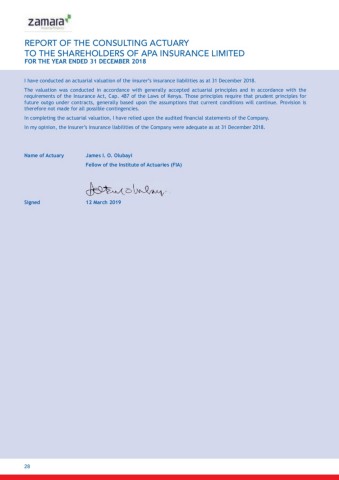 zamara
REPORT OF THE CONSULTING ACTUARY
TO THE SHAREHOLDERS OF APA INSURANCE LIMITED
FOR THE YEAR ENDED 31 DECEMBER 2018
I have conducted an actuarial valuation of the insurer's insurance liabilities as at 31 December 2018.
The valuation was conducted in accordance with generally accepted actuarial principles and in accordance with the
requirements of the Insurance Act, Cap. 487 of the Laws of Kenya. Those principles require that prudent principles for
future outgo under contracts, generally based upon the assumptions that current conditions will continue. Provision is
therefore not made for all possible contingencies.
In completing the actuarial valuation, I have relied upon the audited financial statements of the Company.
In my opinion, the insurer's insurance liabilities of the Company were adequate as at 31 December 2018.
Name of Actuary James I. O. Olubayi
Fellow of the Institute of Actuaries (FIA)
Signed 13 March 2019
28